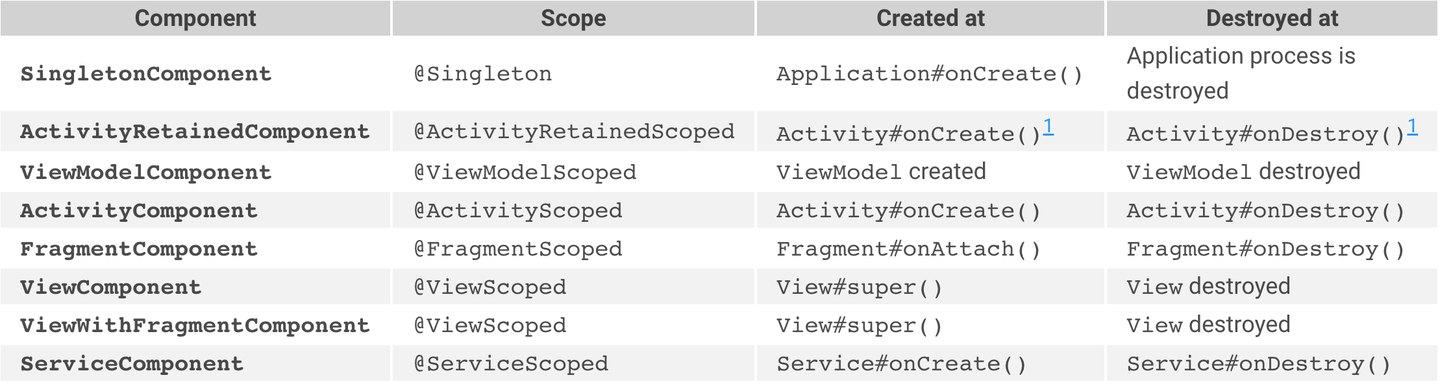 Component Scope Created at Destroyed at
SingletonComponent @Singleton Application#onCreate() Application process is
destroyed
ActivityRetainedComponent @ActivityRetainedScoped Activity#onCreate()1 Activity#onDestroy()1
ViewModelComponent @ViewModelScoped ViewModel created ViewModel destroyed
ActivityComponent @ActivityScoped Activity#onCreate() Activity#onDestroy()
FragmentComponent @FragmentScoped Fragment#onAttach() Fragment#onDestroy()
ViewComponent @ViewScoped View#super() View destroyed
ViewWithFragmentComponent @ViewScoped View#super() View destroyed
ServiceComponent @ServiceScoped Service#onCreate() Service#onDestroy()